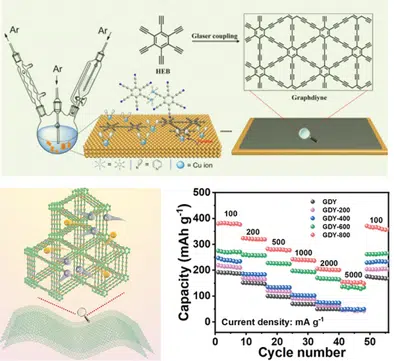 Ar
Ar
Ar
HEB
Glaser coupling
Graphdiyne
= Cu ion
Capacity (mAh g⁻¹)
500
400
300
200
100
0
100
200
500
1000
2000
5000
100
GDY
GDY-200
GDY-400
GDY-600
GDY-800
Current density: mA g⁻¹
0 10 20 30 40 50
Cycle number